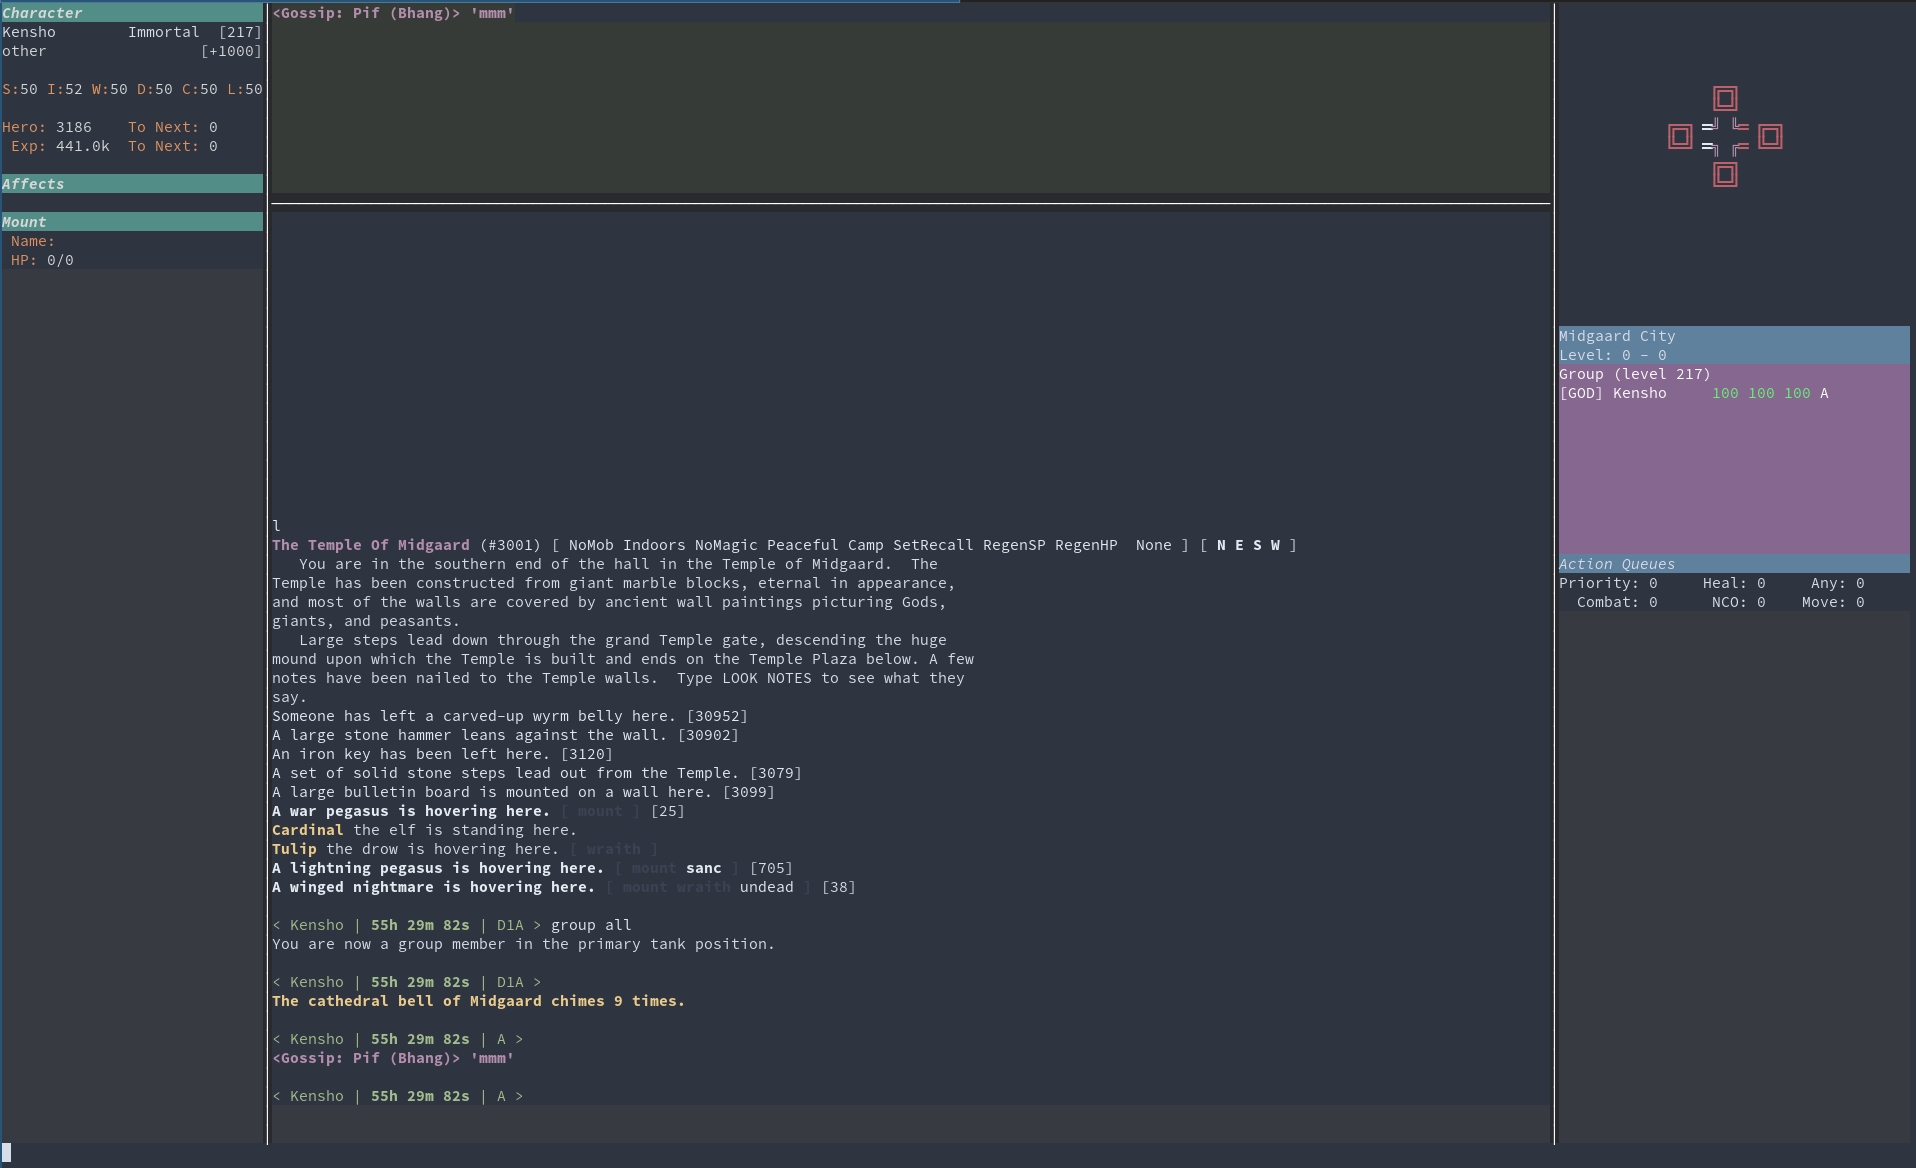 Character
Kensho Immortal [217]
other [+1000]
S:50 I:52 W:50 D:50 C:50 L:50
Hero: 3186 To Next: 0
Exp: 441.0k To Next: 0
Affects
Mount
Name:
HP: 0/0
<Gossip: Pif (Bhang)> 'mmm'
l
The Temple Of Midgaard (#3001) [ NoMob Indoors NoMagic Peaceful Camp SetRecall RegenSP RegenHP  None ] [ N E S W ]
You are in the southern end of the hall in the Temple of Midgaard.  The
Temple has been constructed from giant marble blocks, eternal in appearance,
and most of the walls are covered by ancient wall paintings picturing Gods,
giants, and peasants.
Large steps lead down through the grand Temple gate, descending the huge
mound upon which the Temple is built and ends on the Temple Plaza below. A few
notes have been nailed to the Temple walls.  Type LOOK NOTES to see what they
say.
Someone has left a carved-up wyrm belly here. [30952]
A large stone hammer leans against the wall. [30902]
An iron key has been left here. [3120]
A set of solid stone steps lead out from the Temple. [3079]
A large bulletin board is mounted on a wall here. [3099]
A war pegasus is hovering here. [ mount ] [25]
Cardinal the elf is standing here.
Tulip the drow is hovering here. [ wraith ]
A lightning pegasus is hovering here. [ mount sanc ] [705]
A winged nightmare is hovering here. [ mount wraith undead ] [38]
< Kensho | 55h 29m 82s | D1A > group all
You are now a group member in the primary tank position.
< Kensho | 55h 29m 82s | D1A >
The cathedral bell of Midgaard chimes 9 times.
< Kensho | 55h 29m 82s | A >
<Gossip: Pif (Bhang)> 'mmm'
< Kensho | 55h 29m 82s | A >
Midgaard City
Level: 0 - 0
Group (level 217)
[GOD] Kensho 100 100 100 A
Action Queues
Priority: 0 Heal: 0 Any: 0
Combat: 0 NCO: 0 Move: 0